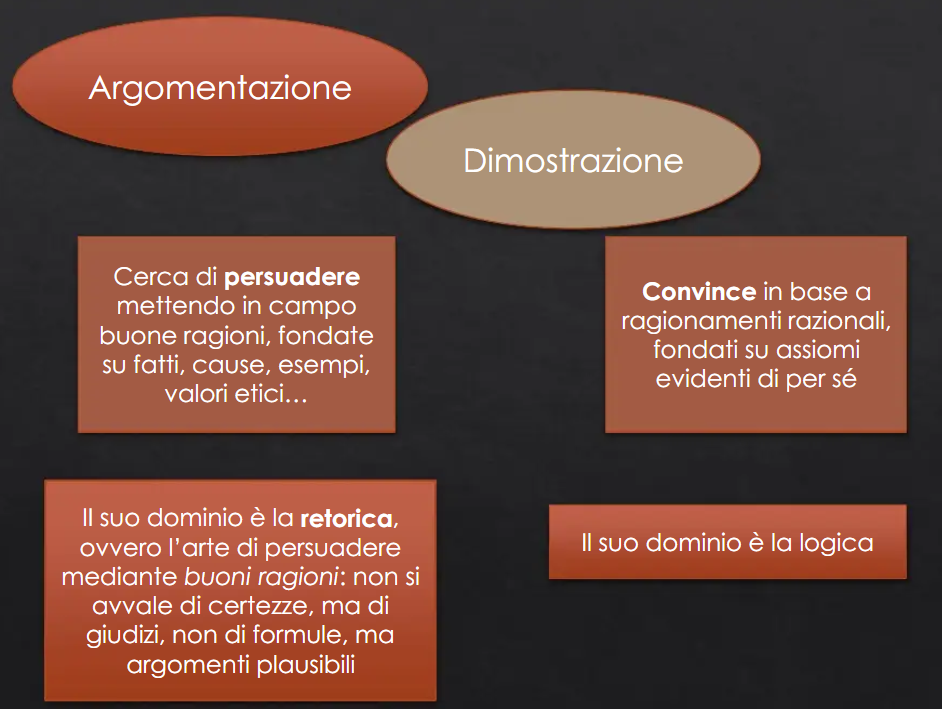 Argomentazione
Dimostrazione
Cerca di persuadere
mettendo in campo
buone ragioni, fondate
su fatti, cause, esempi,
valori etici…
Convince in base a
ragionamenti razionali,
fondati su assiomi
evidenti di per sé
Il suo dominio è la retorica,
ovvero l’arte di persuadere
mediante buoni ragioni: non si
avvale di certezze, ma di
giudizi, non di formule, ma
argomenti plausibili
Il suo dominio è la logica